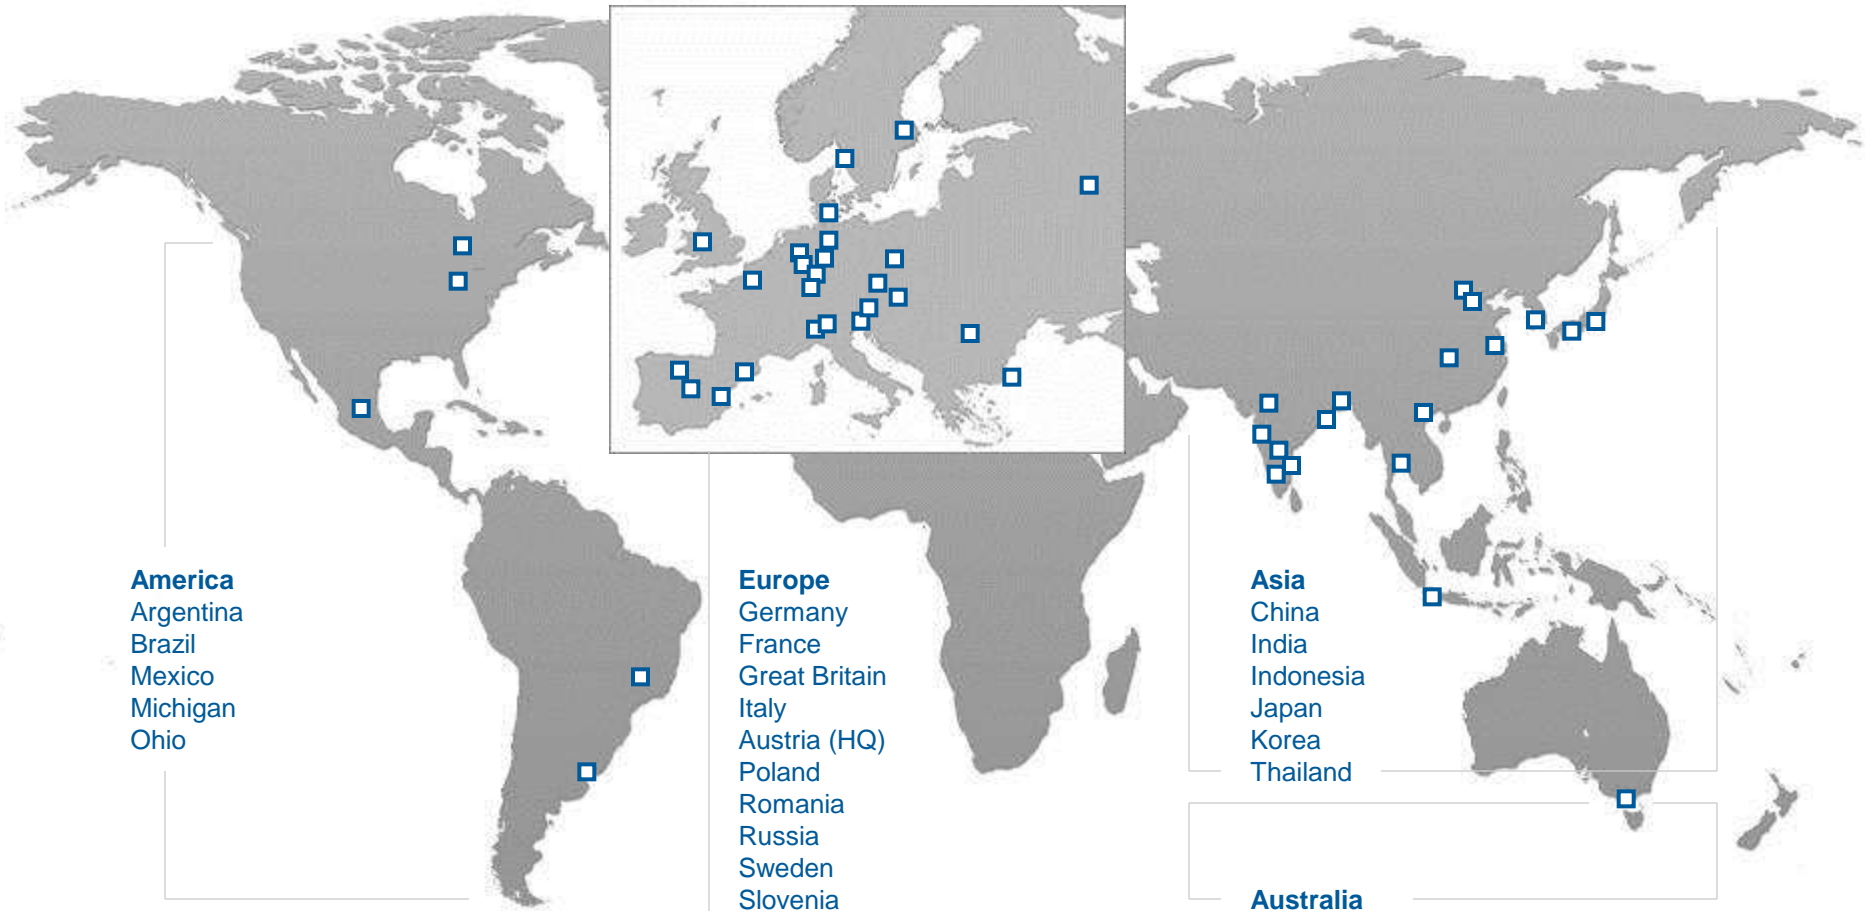 America
Argentina
Brazil
Mexico
Michigan
Ohio
Europe
Germany
France
Great Britain
Italy
Austria (HQ)
Poland
Romania
Russia
Sweden
Slovenia
Asia
China
India
Indonesia
Japan
Korea
Thailand
Australia